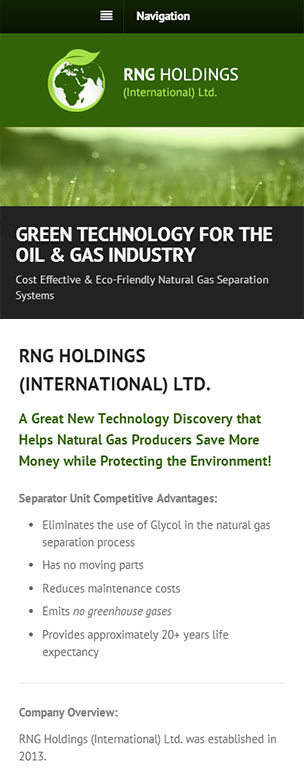 Navigation
RNG HOLDINGS
(International) Ltd.
GREEN TECHNOLOGY FOR THE
OIL & GAS INDUSTRY
Cost Effective & Eco-Friendly Natural Gas Separation
Systems
RNG HOLDINGS
(INTERNATIONAL) LTD.
A Great New Technology Discovery that
Helps Natural Gas Producers Save More
Money while Protecting the Environment!
Separator Unit Competitive Advantages:
• Eliminates the use of Glycol in the natural gas
separation process
• Has no moving parts
• Reduces maintenance costs
• Emits no greenhouse gases
• Provides approximately 20+ years life
expectancy
Company Overview:
RNG Holdings (International) Ltd. was established in
2013.